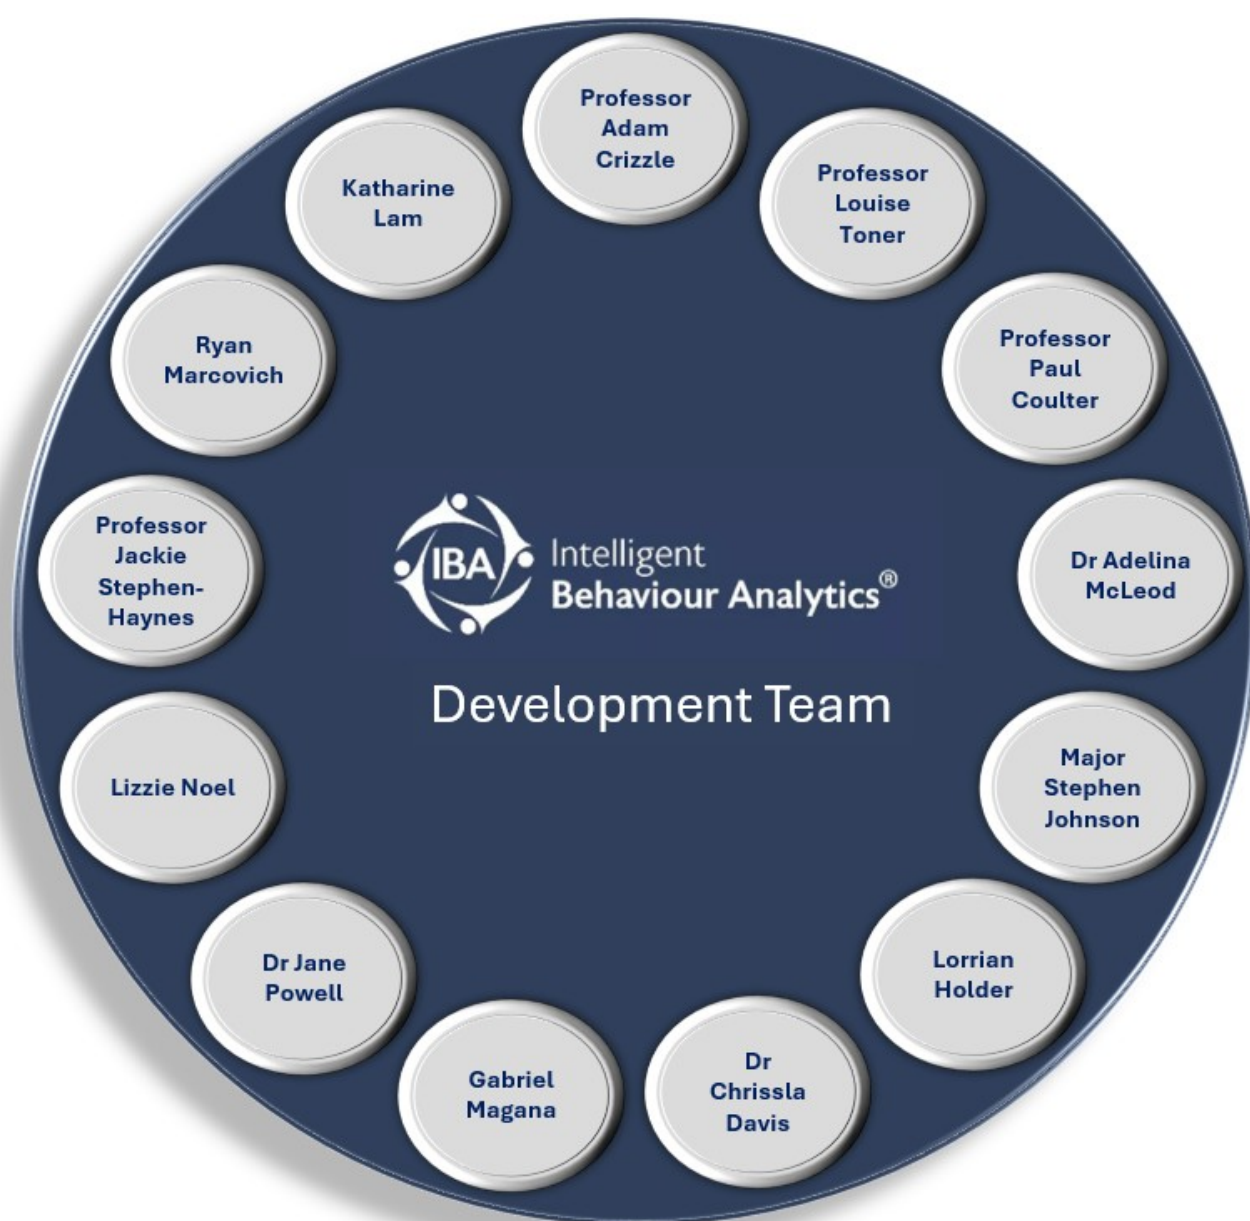 Professor
Adam
Crizzle
Professor
Louise
Toner
Professor
Paul
Coulter
Dr Adelina
McLeod
Major
Stephen
Johnson
Lorrian
Holder
Dr
Chrissla
Davis
Gabriel
Magana
Dr Jane
Powell
Lizzie Noel
Professor
Jackie
Stephen-
Haynes
Ryan
Marcovich
Katharine
Lam
IBA
Intelligent
Behaviour Analytics®
Development Team